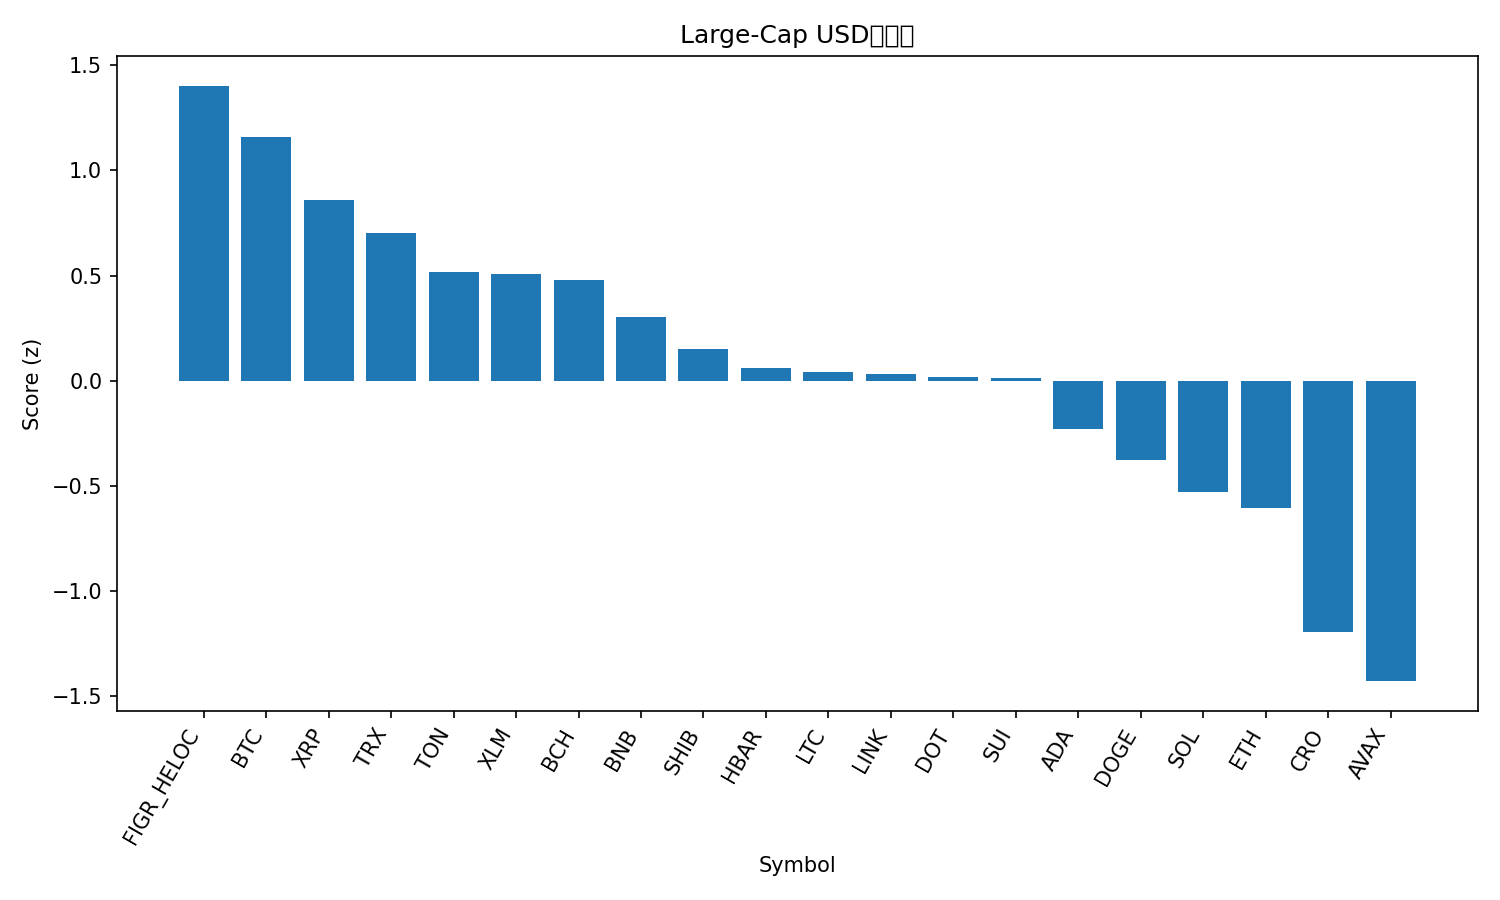 Large-Cap USD
Score (z)
1.5
1.0
0.5
0.0
−0.5
−1.0
−1.5
FIGR_HELOC
BTC
XRP
TRX
TON
XLM
BCH
BNB
SHIB
HBAR
LTC
LINK
DOT
SUI
ADA
DOGE
SOL
ETH
CRO
AVAX
Symbol